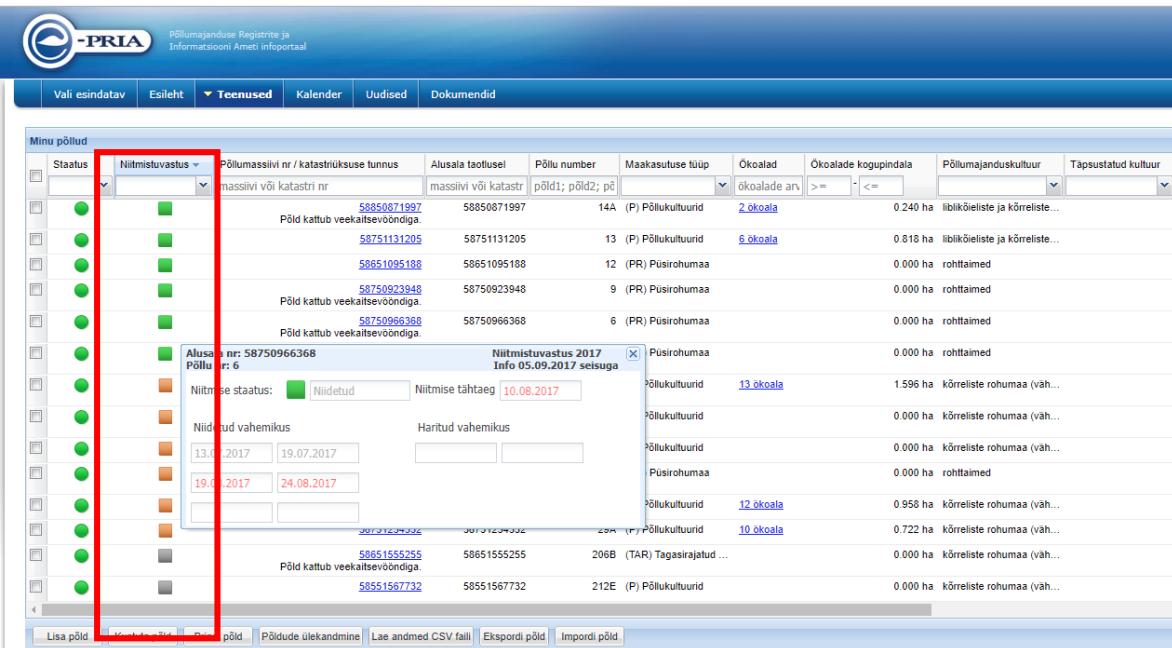 e-PRIA
Põllumajanduse Registrite ja
Informatsiooni Ameti infoportaal
Vali esindatav Esileht Teenused Kalender Uudised Dokumendid
Minu põllud
Staatus Niitmistuvastus Põllumassiivi nr / katastriüksuse tunnus Alusala taotlusel Põllu number Maakasutuse tüüp Ökoalad Ökoalade kogupindala Põllumajanduskultuur Täpsustatud kultuur
massiivi või katastri nr massiivi või katastr põld1; põld2; põ ökoalade arv >= - <=
58850871997 58850871997 14A (P) Põllukultuurid 2 ökoala 0.240 ha liblikõieliste ja kõrreliste...
Põld kattub veekaitsevööndiga.
58751131205 58751131205 13 (P) Põllukultuurid 6 ökoala 0.818 ha liblikõieliste ja kõrreliste...
58651095188 58651095188 12 (PR) Püsirohumaa 0.000 ha rohttaimed
58750923948 58750923948 9 (PR) Püsirohumaa 0.000 ha rohttaimed
Põld kattub veekaitsevööndiga.
58750966368 58750966368 6 (PR) Püsirohumaa 0.000 ha rohttaimed
Põld kattub veekaitsevööndiga.
Püsirohumaa 0.000 ha rohttaimed
Alusala nr: 58750966368 Niitmistuvastus 2017
Põllu nr: 6 Info 05.09.2017 seisuga
Niitmise staatus: Niidetud Niitmise tähtaeg 10.08.2017
Niidetud vahemikus Haritud vahemikus
13.07.2017 19.07.2017
19.08.2017 24.08.2017
Põllukultuurid 13 ökoala 1.596 ha kõrreliste rohumaa (väh...
Põllukultuurid 0.000 ha kõrreliste rohumaa (väh...
Põllukultuurid 0.000 ha kõrreliste rohumaa (väh...
Püsirohumaa 0.000 ha rohttaimed
Põllukultuurid 12 ökoala 0.958 ha kõrreliste rohumaa (väh...
58751254332 58751254332 29A (P) Põllukultuurid 10 ökoala 0.722 ha kõrreliste rohumaa (väh...
58651555255 58651555255 206B (TAR) Tagasirajatud ... 0.000 ha kõrreliste rohumaa (väh...
Põld kattub veekaitsevööndiga.
58551567732 58551567732 212E (P) Põllukultuurid 0.000 ha kõrreliste rohumaa (väh...
Lisa põld Kustuta põld põld Põldude ülekandmine Lae andmed CSV faili Ekspordi põld Impordi põld